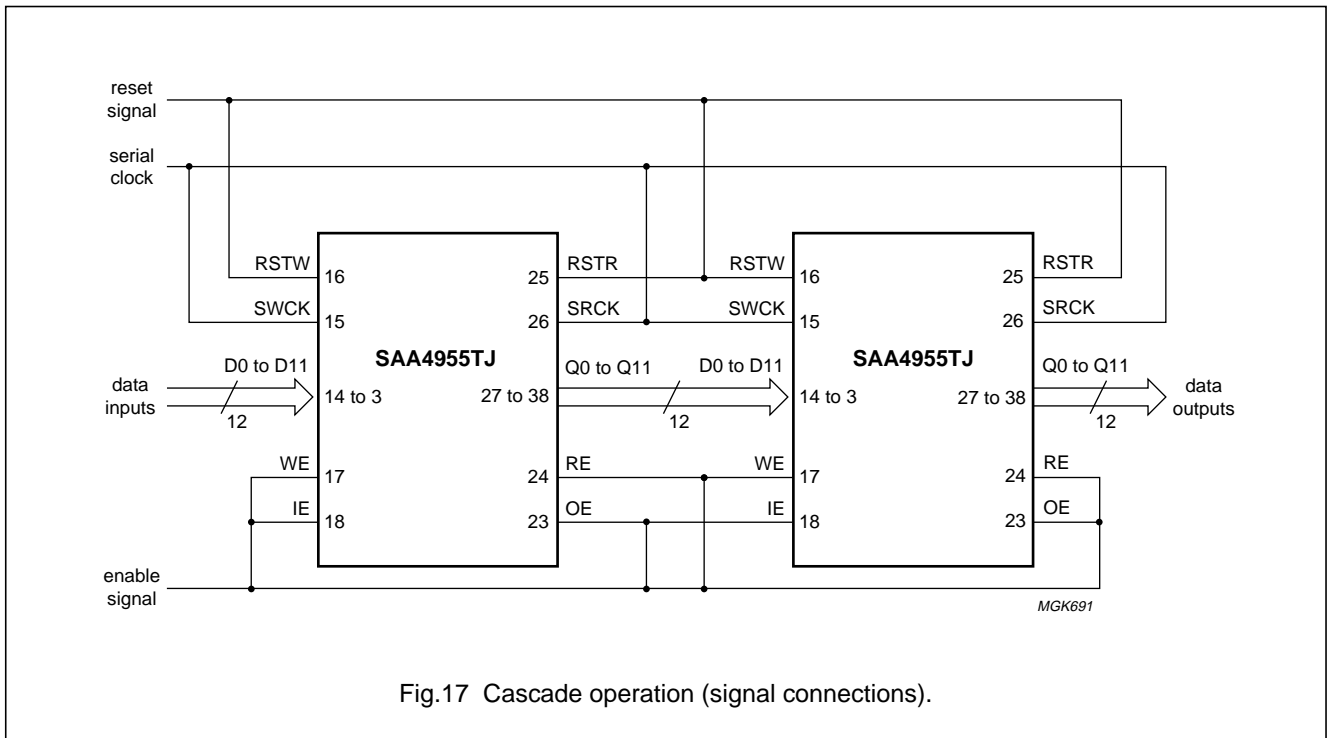 reset
signal
serial
clock
RSTW
16
25
RSTR
RSTW
16
25
RSTR
SWCK
15
26
SRCK
SWCK
15
26
SRCK
SAA4955TJ
SAA4955TJ
data
inputs
D0 to D11
12
14 to 3
27 to 38
Q0 to Q11
12
D0 to D11
14 to 3
27 to 38
Q0 to Q11
12
data
outputs
WE
17
24
RE
WE
17
24
RE
IE
18
23
OE
IE
18
23
OE
enable
signal
MGK691
Fig.17 Cascade operation (signal connections).